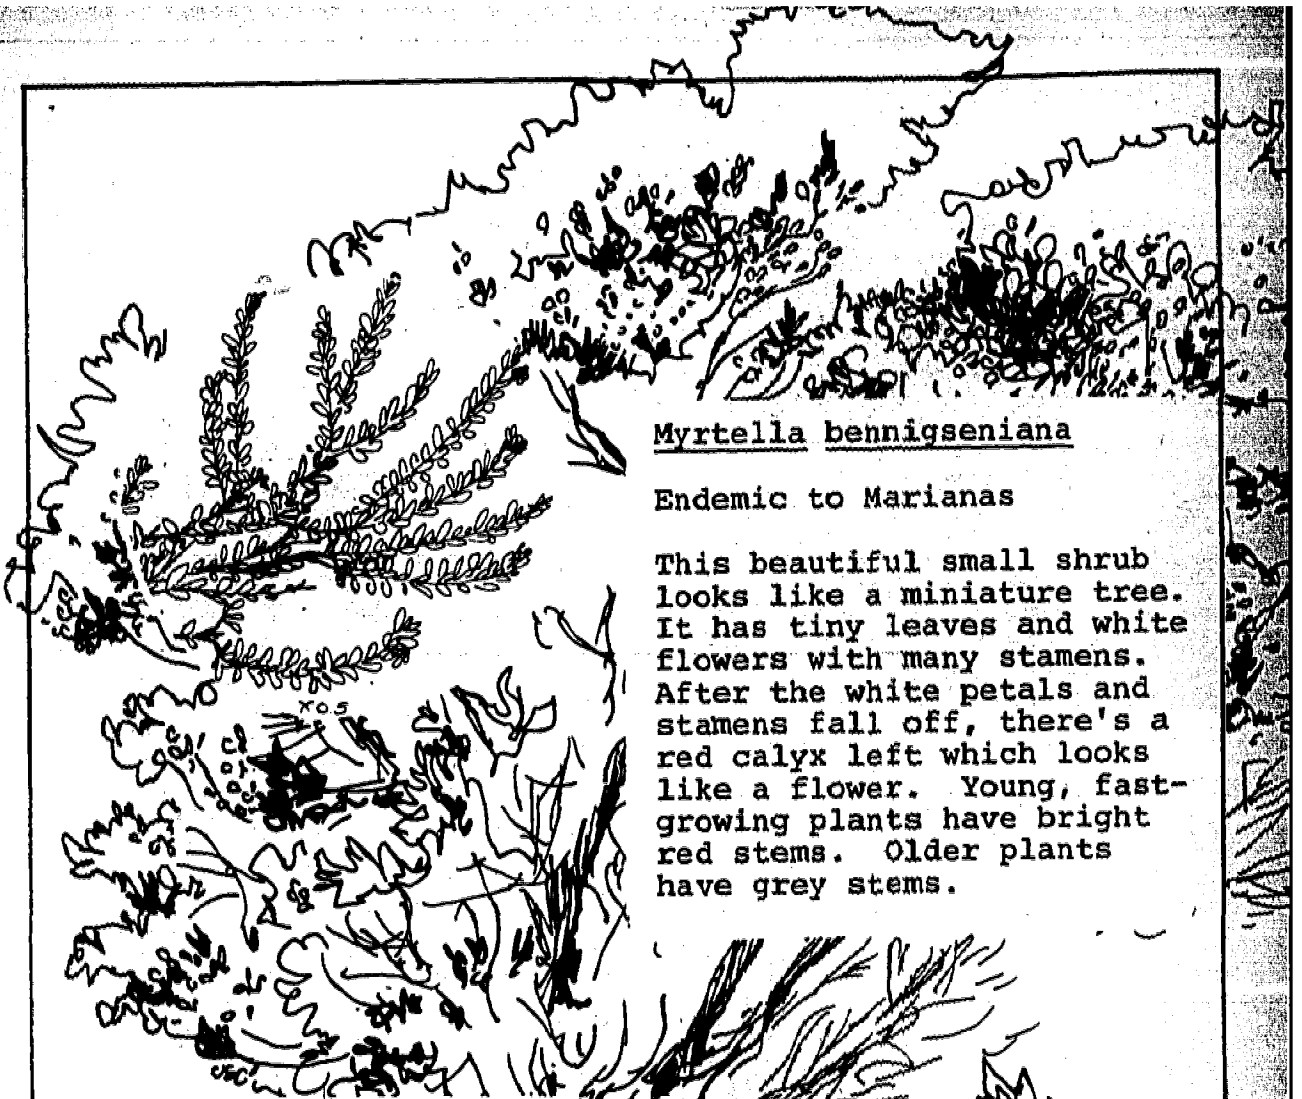 Myrtella bennigseniana
Endemic to Marianas
This beautiful small shrub
looks like a miniature tree.
It has tiny leaves and white
flowers with many stamens.
After the white petals and
stamens fall off, there's a
red calyx left which looks
like a flower. Young, fast-
growing plants have bright
red stems. Older plants
have grey stems.